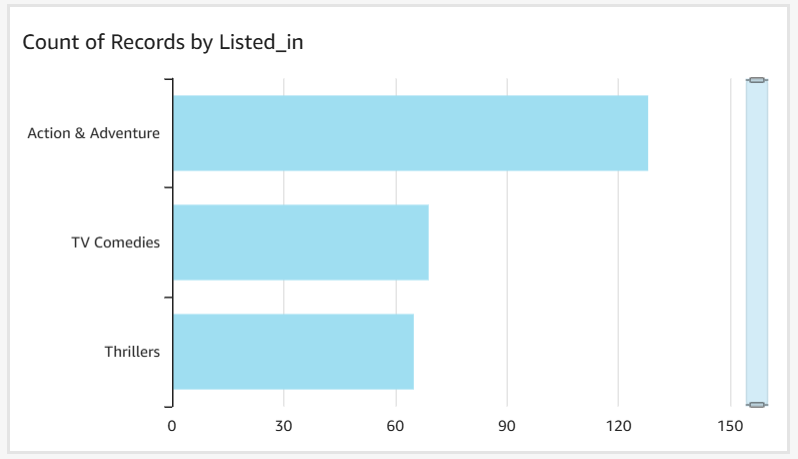 Count of Records by Listed_in
Action & Adventure
TV Comedies
Thrillers
0 30 60 90 120 150